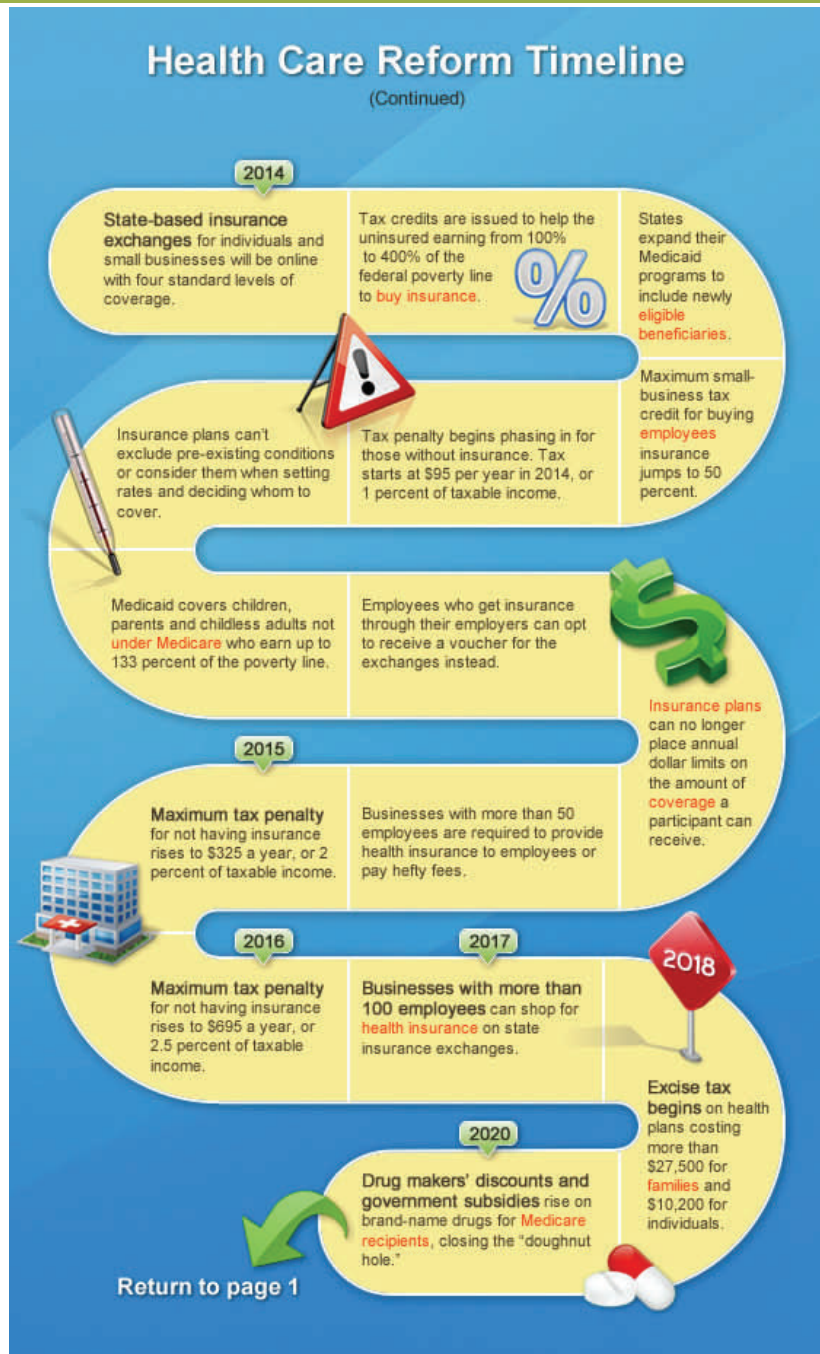 Health Care Reform Timeline
(Continued)
2014
State-based insurance
exchanges for individuals and
small businesses will be online
with four standard levels of
coverage.
Tax credits are issued to help the
uninsured earning from 100%
to 400% of the
federal poverty line
to buy insurance.
%
States
expand their
Medicaid
programs to
include newly
eligible
beneficiaries.
Maximum small-
business tax
credit for buying
employees
insurance
jumps to 50
percent.
Tax penalty begins phasing in for
those without insurance. Tax
starts at $95 per year in 2014, or
1 percent of taxable income.
Insurance plans can't
exclude pre-existing conditions
or consider them when setting
rates and deciding whom to
cover.
Medicaid covers children,
parents and childless adults not
under Medicare who earn up to
133 percent of the poverty line.
Employees who get insurance
through their employers can opt
to receive a voucher for the
exchanges instead.
$
Insurance plans
can no longer
place annual
dollar limits on
the amount of
coverage a
participant can
receive.
2015
Maximum tax penalty
for not having insurance
rises to $325 a year, or 2
percent of taxable income.
Businesses with more than 50
employees are required to provide
health insurance to employees or
pay hefty fees.
2016
Maximum tax penalty
for not having insurance
rises to $695 a year, or
2.5 percent of taxable
income.
2017
Businesses with more than
100 employees can shop for
health insurance on state
insurance exchanges.
2018
Excise tax
begins on health
plans costing
more than
$27,500 for
families and
$10,200 for
individuals.
2020
Drug makers' discounts and
government subsidies rise on
brand-name drugs for Medicare
recipients, closing the "doughnut
hole."
Return to page 1